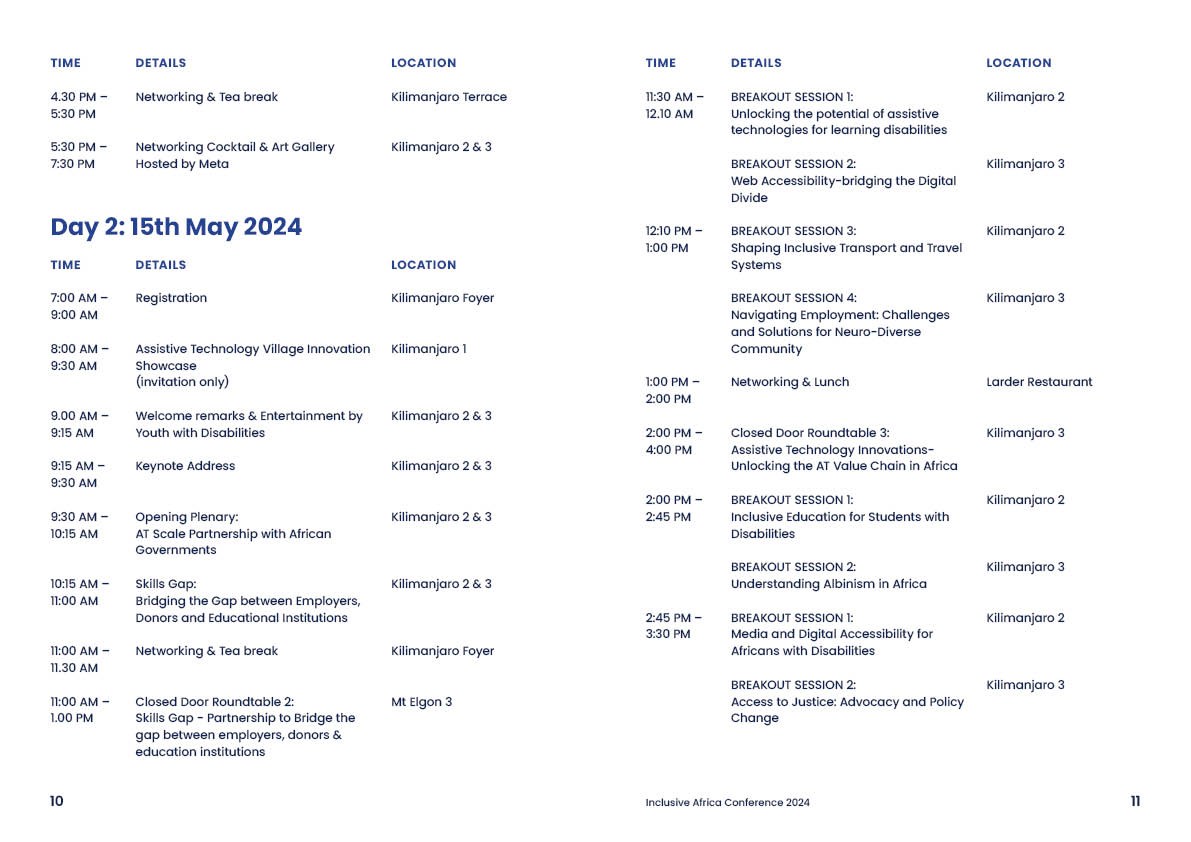 TIME DETAILS LOCATION
4.30 PM – Networking & Tea break Kilimanjaro Terrace
5:30 PM
5:30 PM – Networking Cocktail & Art Gallery Kilimanjaro 2 & 3
7:30 PM Hosted by Meta
Day 2: 15th May 2024
TIME DETAILS LOCATION
7:00 AM – Registration Kilimanjaro Foyer
9:00 AM
8:00 AM – Assistive Technology Village Innovation Kilimanjaro 1
9:30 AM Showcase
(invitation only)
9.00 AM – Welcome remarks & Entertainment by Kilimanjaro 2 & 3
9:15 AM Youth with Disabilities
9:15 AM – Keynote Address Kilimanjaro 2 & 3
9:30 AM
9:30 AM – Opening Plenary: Kilimanjaro 2 & 3
10:15 AM AT Scale Partnership with African
Governments
10:15 AM – Skills Gap: Kilimanjaro 2 & 3
11:00 AM Bridging the Gap between Employers,
Donors and Educational Institutions
11:00 AM – Networking & Tea break Kilimanjaro Foyer
11.30 AM
11:00 AM – Closed Door Roundtable 2: Mt Elgon 3
1.00 PM Skills Gap - Partnership to Bridge the
gap between employers, donors &
education institutions
10
TIME DETAILS LOCATION
11:30 AM – BREAKOUT SESSION 1: Kilimanjaro 2
12.10 AM Unlocking the potential of assistive
technologies for learning disabilities
BREAKOUT SESSION 2: Kilimanjaro 3
Web Accessibility-bridging the Digital
Divide
12:10 PM – BREAKOUT SESSION 3: Kilimanjaro 2
1:00 PM Shaping Inclusive Transport and Travel
Systems
BREAKOUT SESSION 4: Kilimanjaro 3
Navigating Employment: Challenges
and Solutions for Neuro-Diverse
Community
1:00 PM – Networking & Lunch Larder Restaurant
2:00 PM
2:00 PM – Closed Door Roundtable 3: Kilimanjaro 3
4:00 PM Assistive Technology Innovations-
Unlocking the AT Value Chain in Africa
2:00 PM – BREAKOUT SESSION 1: Kilimanjaro 2
2:45 PM Inclusive Education for Students with
Disabilities
BREAKOUT SESSION 2: Kilimanjaro 3
Understanding Albinism in Africa
2:45 PM – BREAKOUT SESSION 1: Kilimanjaro 2
3:30 PM Media and Digital Accessibility for
Africans with Disabilities
BREAKOUT SESSION 2: Kilimanjaro 3
Access to Justice: Advocacy and Policy
Change
Inclusive Africa Conference 2024 11